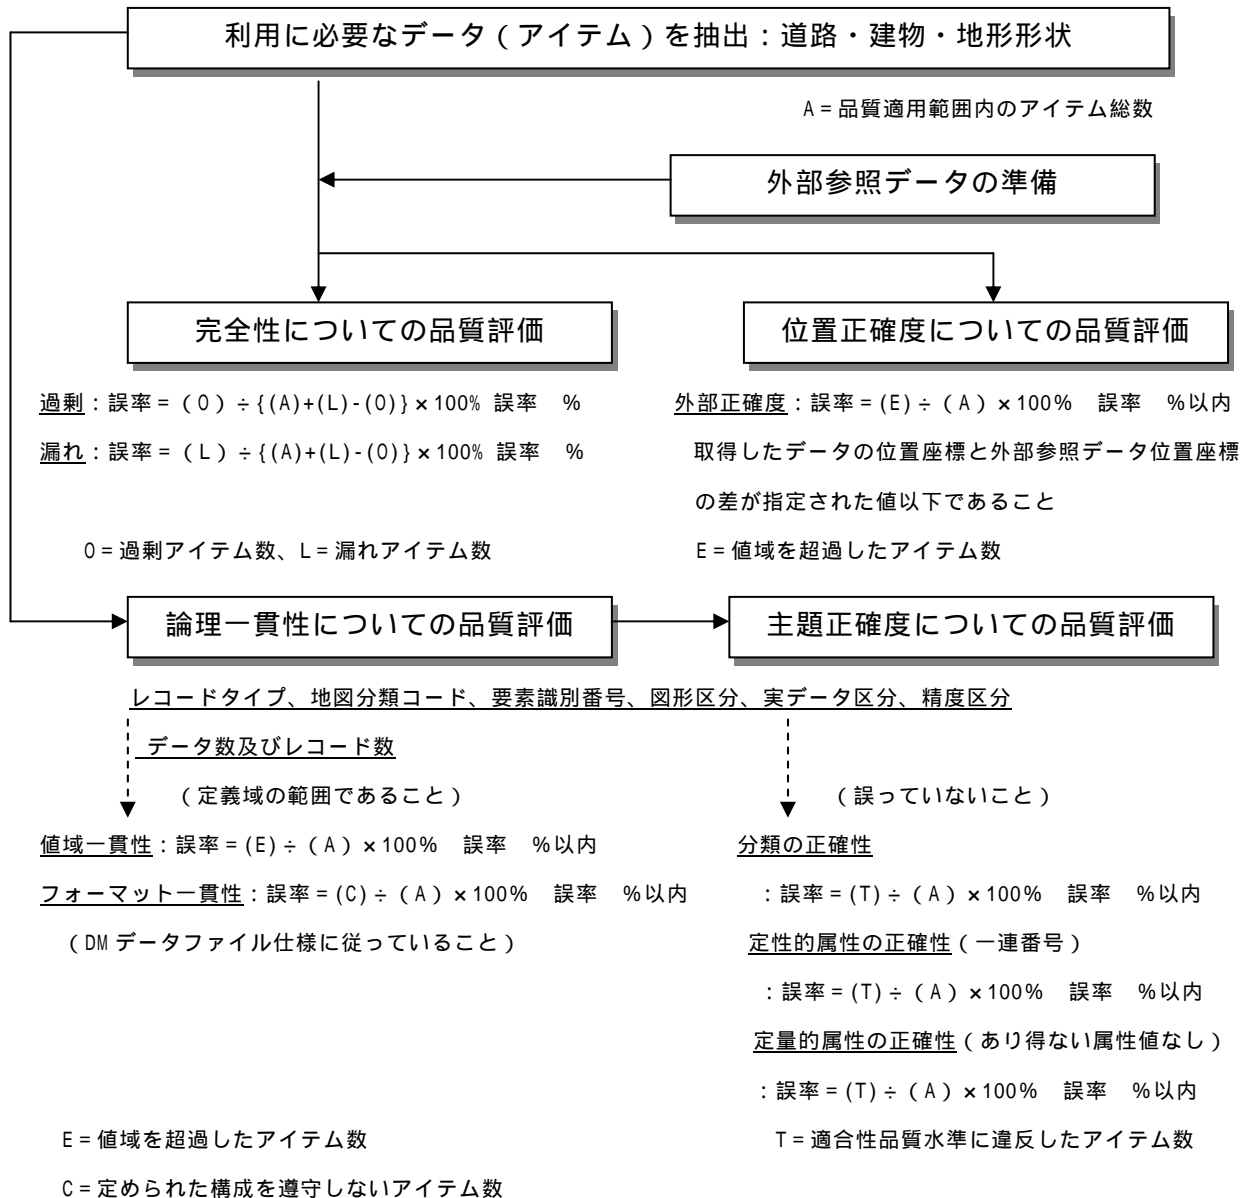 利用に必要なデータ（アイテム）を抽出：道路・建物・地形形状
A=品質適用範囲内のアイテム総数
外部参照データの準備
完全性についての品質評価
過剰：誤率=（O）÷{(A)+(L)-(O)}×100% 誤率　%
漏れ：誤率=（L）÷{(A)+(L)-(O)}×100% 誤率　%
O=過剰アイテム数、L=漏れアイテム数
位置正確度についての品質評価
外部正確度：誤率=(E)÷（A）×100%　誤率　%以内
取得したデータの位置座標と外部参照データ位置座標
の差が指定された値以下であること
E=値域を超過したアイテム数
論理一貫性についての品質評価
主題正確度についての品質評価
レコードタイプ、地図分類コード、要素識別番号、図形区分、実データ区分、精度区分
データ数及びレコード数
（定義域の範囲であること）
値域一貫性：誤率=(E)÷（A）×100%　誤率　%以内
フォーマット一貫性：誤率=(C)÷（A）×100%　誤率　%以内
（DMデータファイル仕様に従っていること）
E=値域を超過したアイテム数
C=定められた構成を遵守しないアイテム数
（誤っていないこと）
分類の正確性
：誤率=(T)÷（A）×100%　誤率　%以内
定性的属性の正確性（一連番号）
：誤率=(T)÷（A）×100%　誤率　%以内
定量的属性の正確性（あり得ない属性値なし）
：誤率=(T)÷（A）×100%　誤率　%以内
T=適合性品質水準に違反したアイテム数